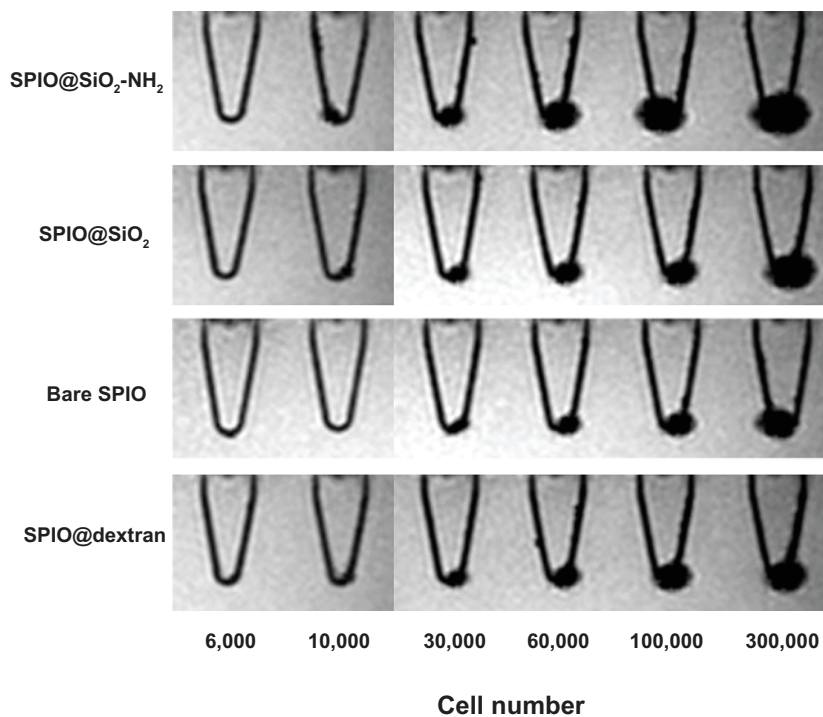 SPIO@SiO₂-NH₂
SPIO@SiO₂
Bare SPIO
SPIO@dextran
6,000 10,000 30,000 60,000 100,000 300,000
Cell number